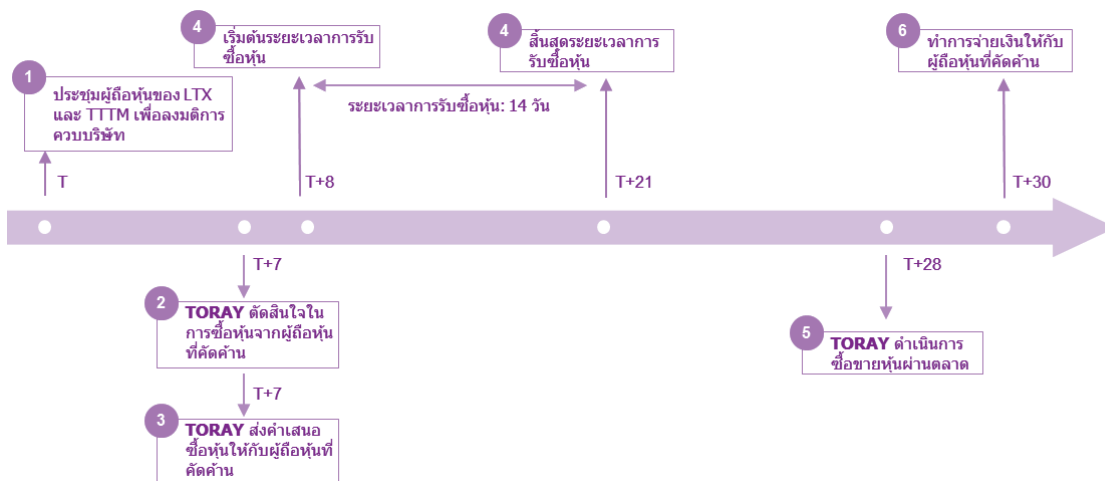 1
ประชุมผู้ถือหุ้นของ LTX
และ TTTM เพื่อลงมติการ
ควบบริษัท
T
4
เริ่มต้นระยะเวลาการรับ
ซื้อหุ้น
T+8
ระยะเวลาการรับซื้อหุ้น: 14 วัน
4
สิ้นสุดระยะเวลาการ
รับซื้อหุ้น
T+21
6
ทำการจ่ายเงินให้กับ
ผู้ถือหุ้นที่คัดค้าน
T+30
T+7
2
TORAY ตัดสินใจใน
การซื้อหุ้นจากผู้ถือหุ้น
ที่คัดค้าน
T+7
3
TORAY ส่งคำเสนอ
ซื้อหุ้นให้กับผู้ถือหุ้นที่
คัดค้าน
T+28
5
TORAY ดำเนินการ
ซื้อขายหุ้นผ่านตลาด